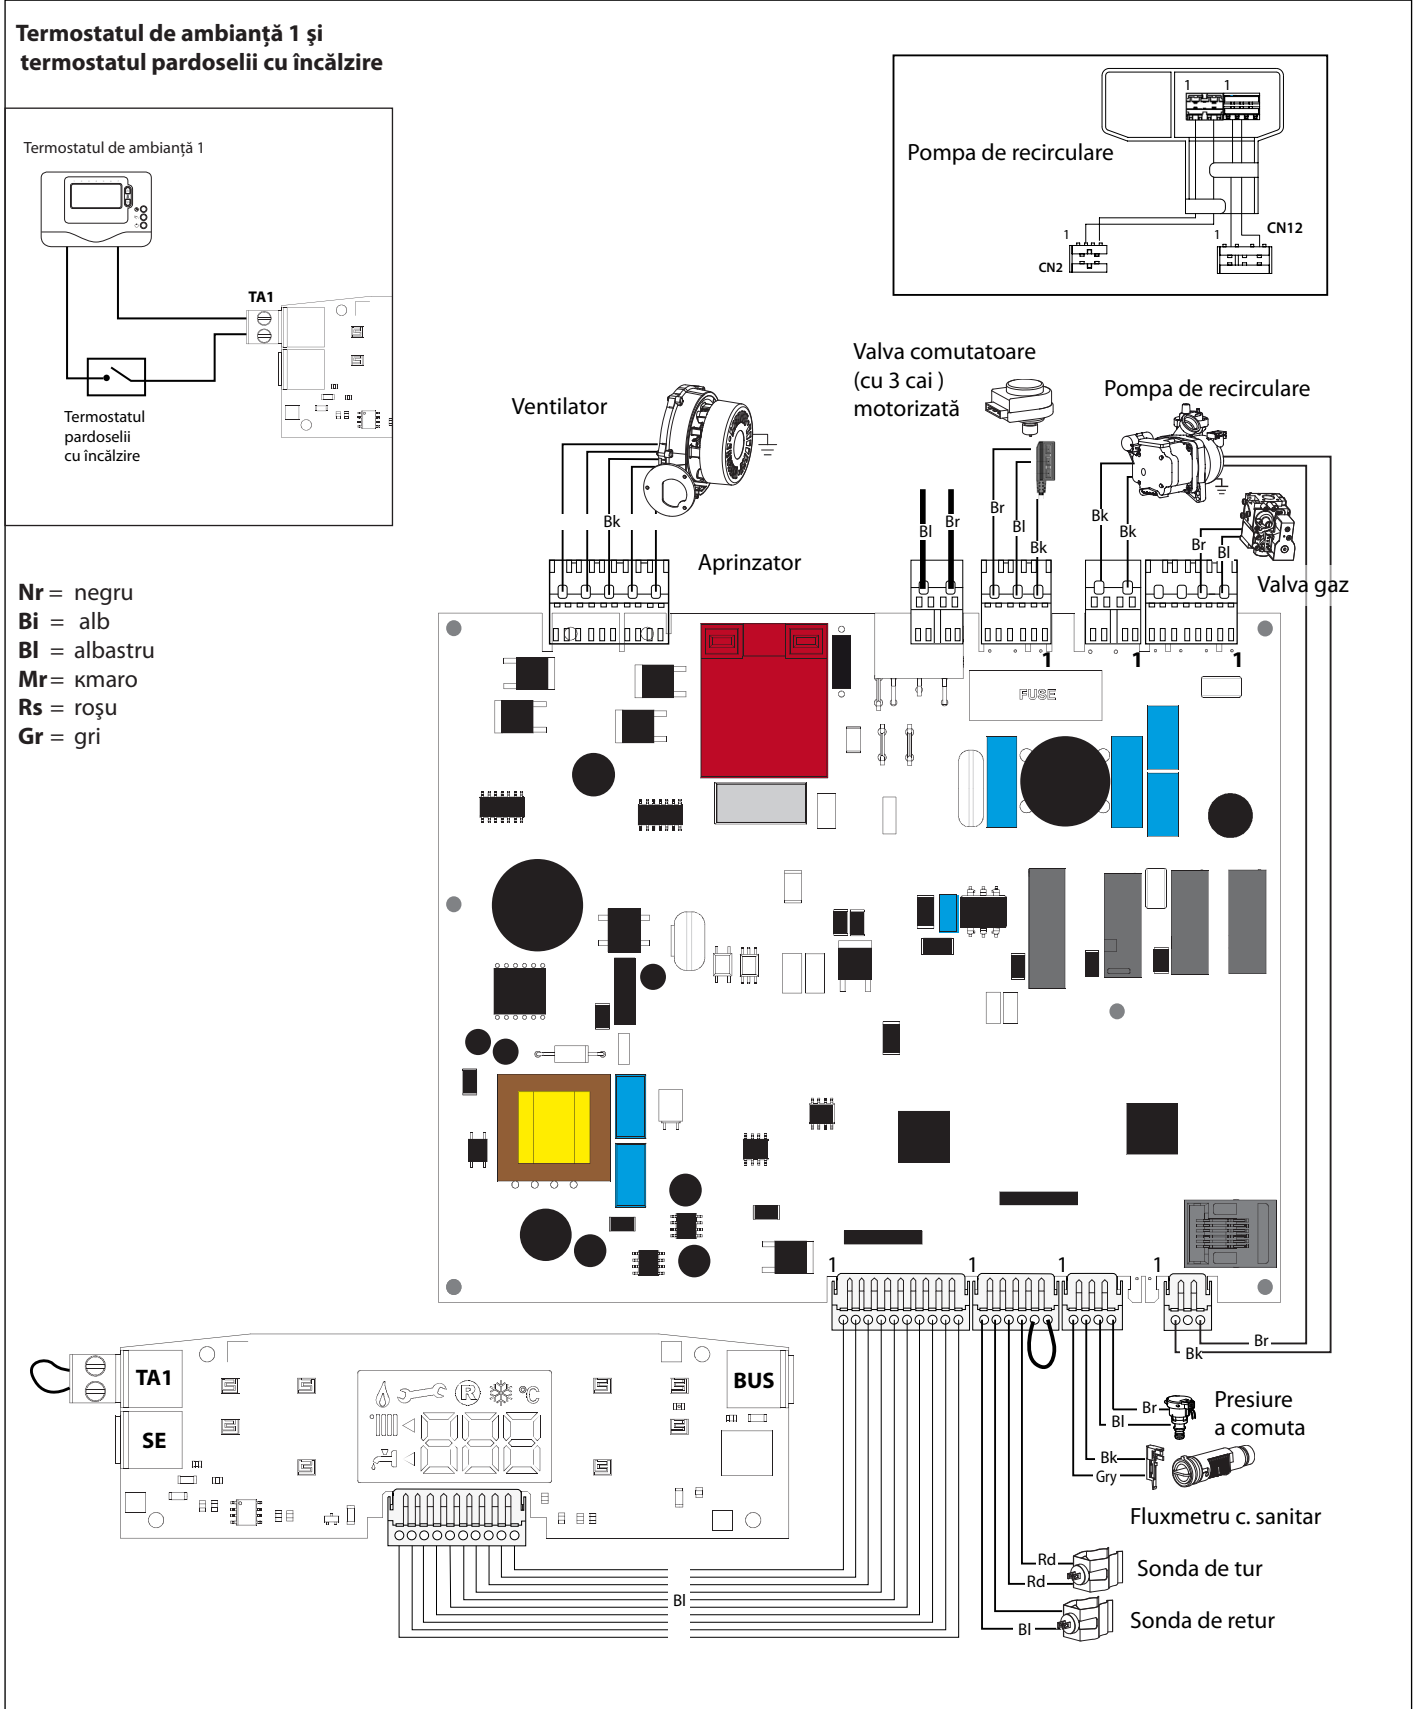 Termostatul de ambianță 1 și
termostatul pardoselii cu încălzire
Termostatul de ambianță 1
TA1
Termostatul
pardoselii
cu încălzire
1 1
Pompa de recirculare
1
CN2
1
CN12
Ventilator
Bk
Aprinzator
Valva comutatoare
(cu 3 cai )
motorizată
Pompa de recirculare
Bl
Br
Br
Bl
Bk
Bk
Bk
Br
Bl
Valva gaz
Nr = negru
Bi = alb
Bl = albastru
Mr = кmaro
Rs = roşu
Gr = gri
1 1 1
FUSE
1 1 1 1
Br
Bk
TA1
SE
BUS
R
°C
Br
Bl
Presiure
a comuta
Bk
Gry
Fluxmetru c. sanitar
Rd
Rd
Sonda de tur
Bl
Sonda de retur
Bl